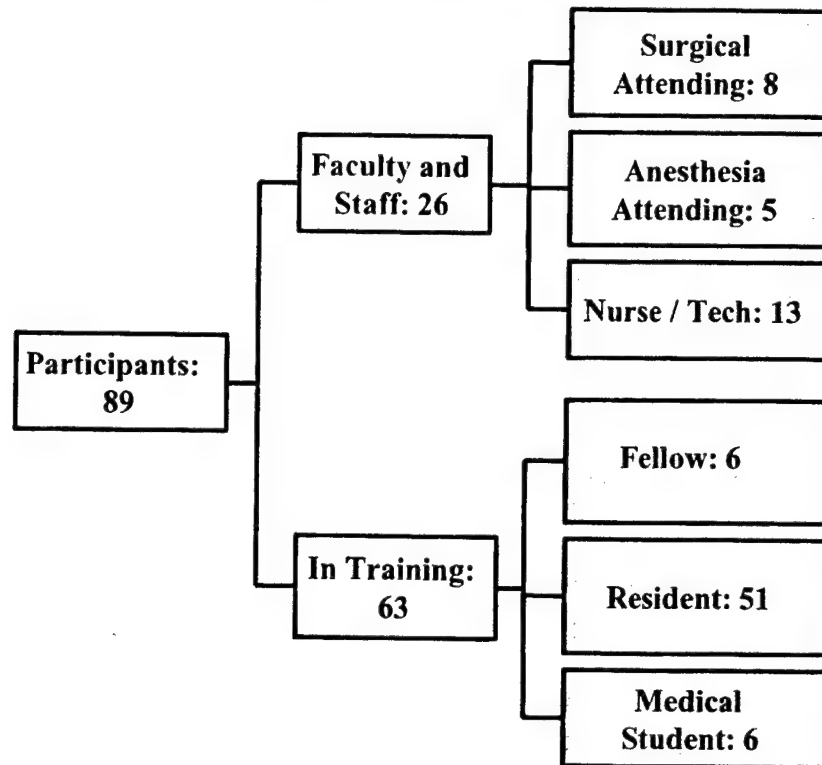 Surgical
Attending: 8
Faculty and
Staff: 26
Anesthesia
Attending: 5
Nurse / Tech: 13
Participants:
89
Fellow: 6
In Training:
63
Resident: 51
Medical
Student: 6